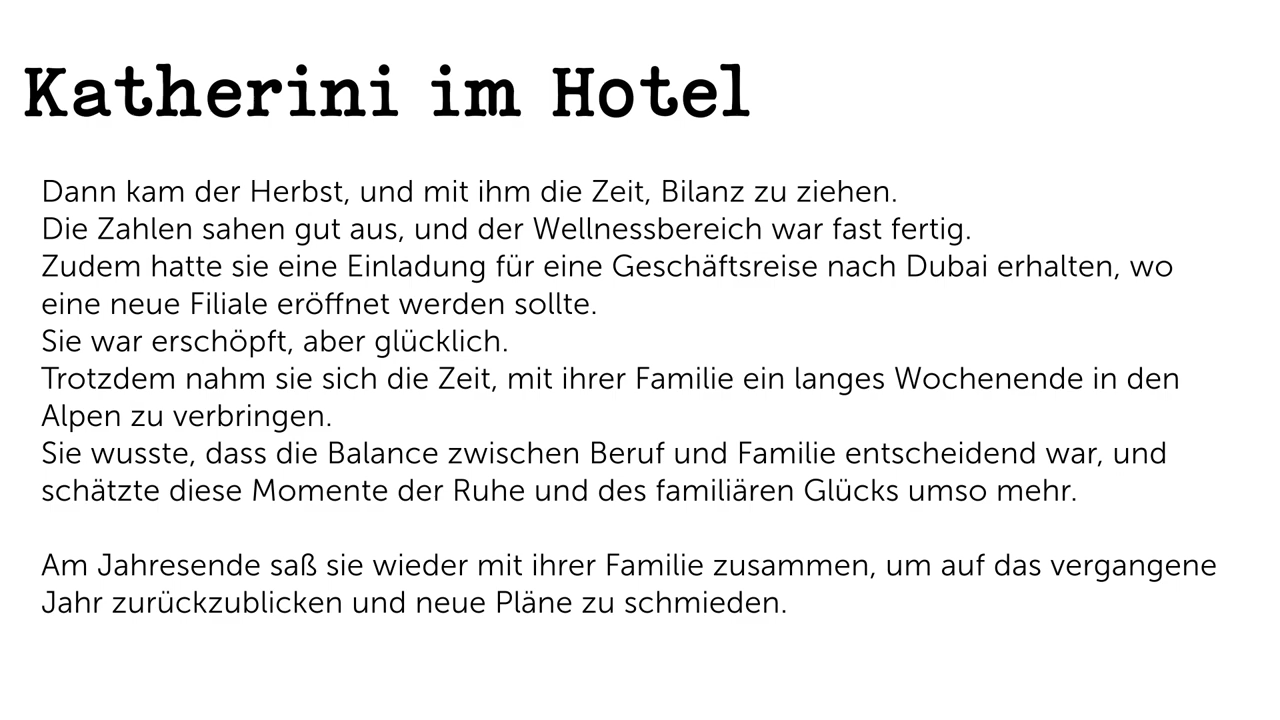 Katherini im Hotel
Dann kam der Herbst, und mit ihm die Zeit, Bilanz zu ziehen.
Die Zahlen sahen gut aus, und der Wellnessbereich war fast fertig.
Zudem hatte sie eine Einladung für eine Geschäftsreise nach Dubai erhalten, wo
eine neue Filiale eröffnet werden sollte.
Sie war erschöpft, aber glücklich.
Trotzdem nahm sie sich die Zeit, mit ihrer Familie ein langes Wochenende in den
Alpen zu verbringen.
Sie wusste, dass die Balance zwischen Beruf und Familie entscheidend war, und
schätzte diese Momente der Ruhe und des familiären Glücks umso mehr.
Am Jahresende saß sie wieder mit ihrer Familie zusammen, um auf das vergangene
Jahr zurückzublicken und neue Pläne zu schmieden.